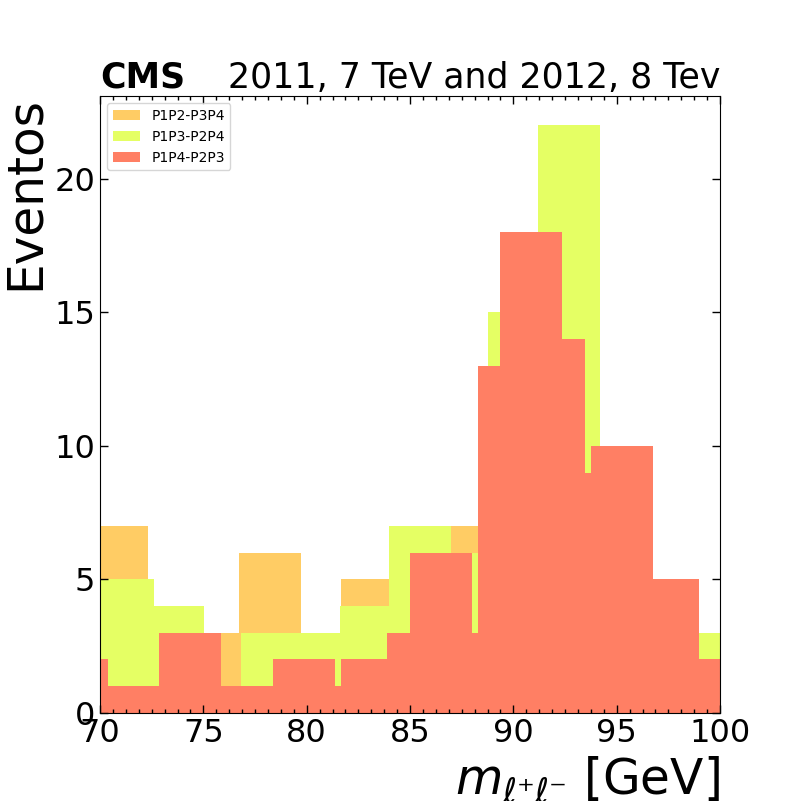 CMS 2011, 7 TeV and 2012, 8 Tev
Eventos
P1P2-P3P4
P1P3-P2P4
P1P4-P2P3
20
15
10
5
0
70 75 80 85 90 95 100
m_{ℓ⁺ℓ⁻} [GeV]